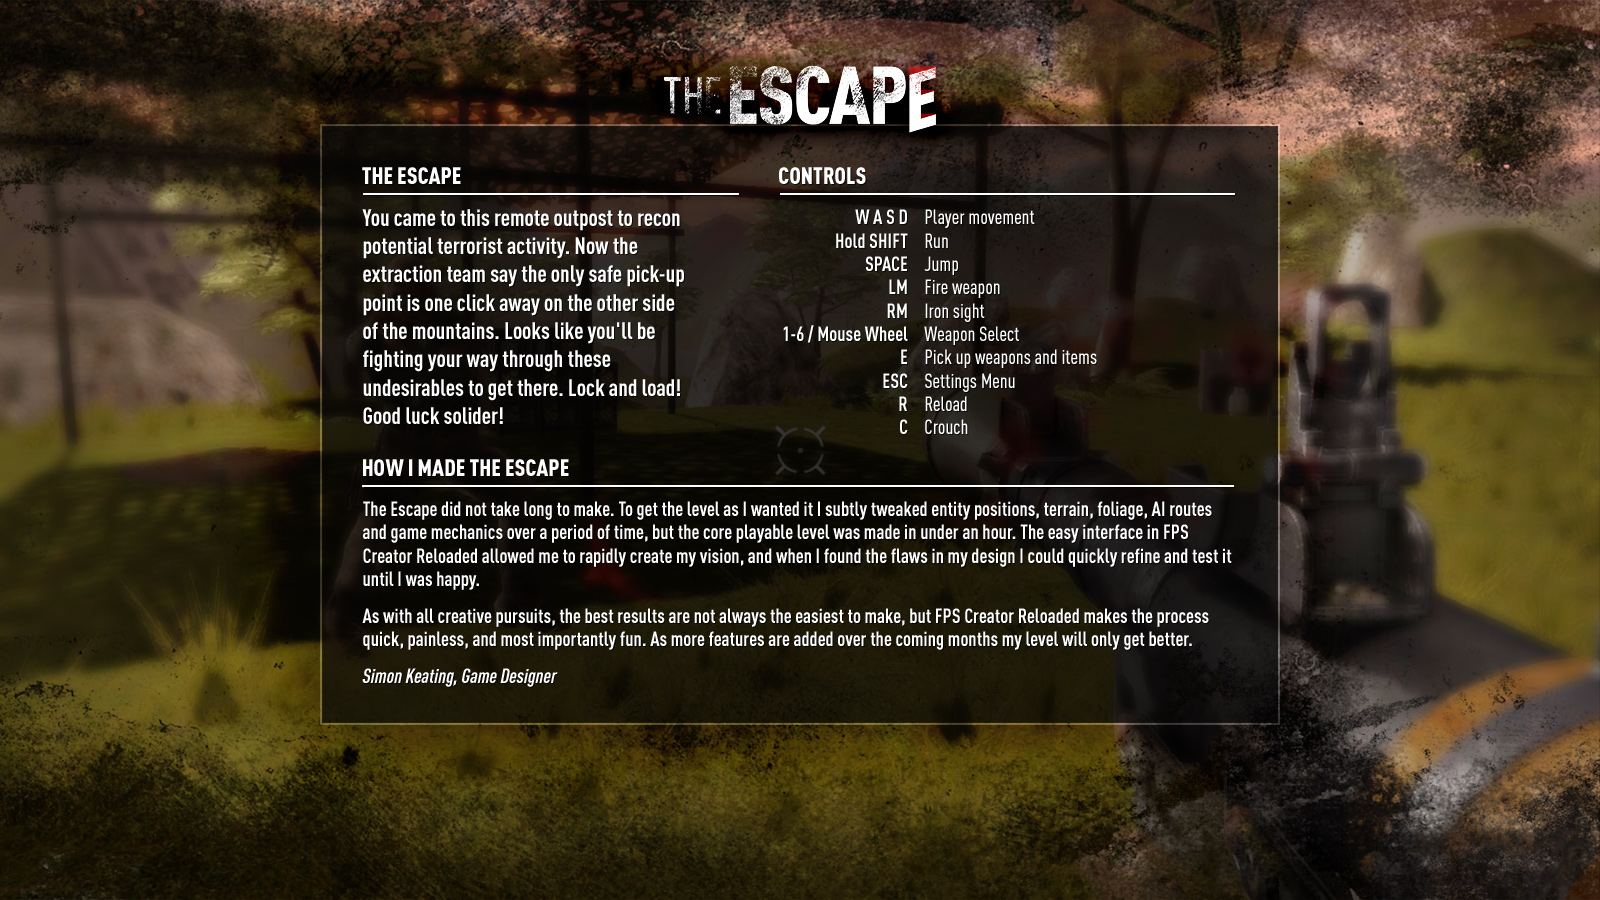 THE ESCAPE
THE ESCAPE
You came to this remote outpost to recon
potential terrorist activity. Now the
extraction team say the only safe pick-up
point is one click away on the other side
of the mountains. Looks like you'll be
fighting your way through these
undesirables to get there. Lock and load!
Good luck solider!
CONTROLS
W A S D Player movement
Hold SHIFT Run
SPACE Jump
LM Fire weapon
RM Iron sight
1-6 / Mouse Wheel Weapon Select
E Pick up weapons and items
ESC Settings Menu
R Reload
C Crouch
HOW I MADE THE ESCAPE
The Escape did not take long to make. To get the level as I wanted it I subtly tweaked entity positions, terrain, foliage, AI routes
and game mechanics over a period of time, but the core playable level was made in under an hour. The easy interface in FPS
Creator Reloaded allowed me to rapidly create my vision, and when I found the flaws in my design I could quickly refine and test it
until I was happy.
As with all creative pursuits, the best results are not always the easiest to make, but FPS Creator Reloaded makes the process
quick, painless, and most importantly fun. As more features are added over the coming months my level will only get better.
Simon Keating, Game Designer